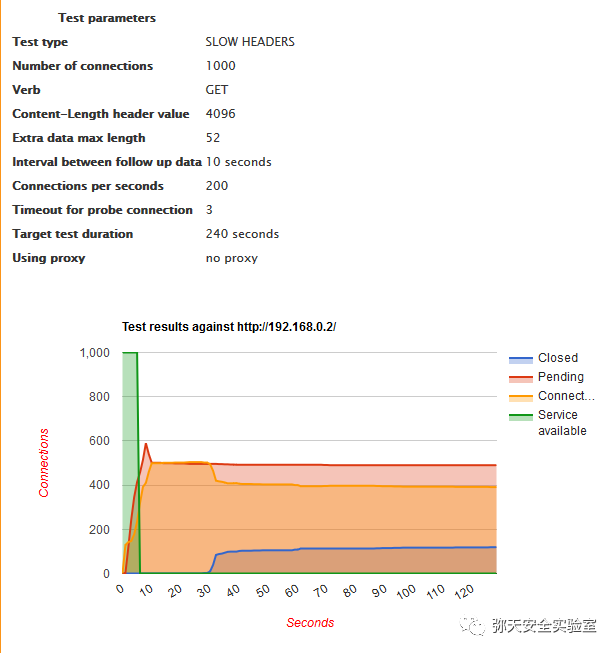 Test parameters
Test type SLOW HEADERS
Number of connections 1000
Verb GET
Content-Length header value 4096
Extra data max length 52
Interval between follow up data 10 seconds
Connections per seconds 200
Timeout for probe connection 3
Target test duration 240 seconds
Using proxy no proxy
Test results against http://192.168.0.2/
1,000
800
600
400
200
0
Connections
0 10 20 30 40 50 60 70 80 90 100 110 120
Seconds
Closed
Pending
Connect...
Service
available
弥天安全实验室